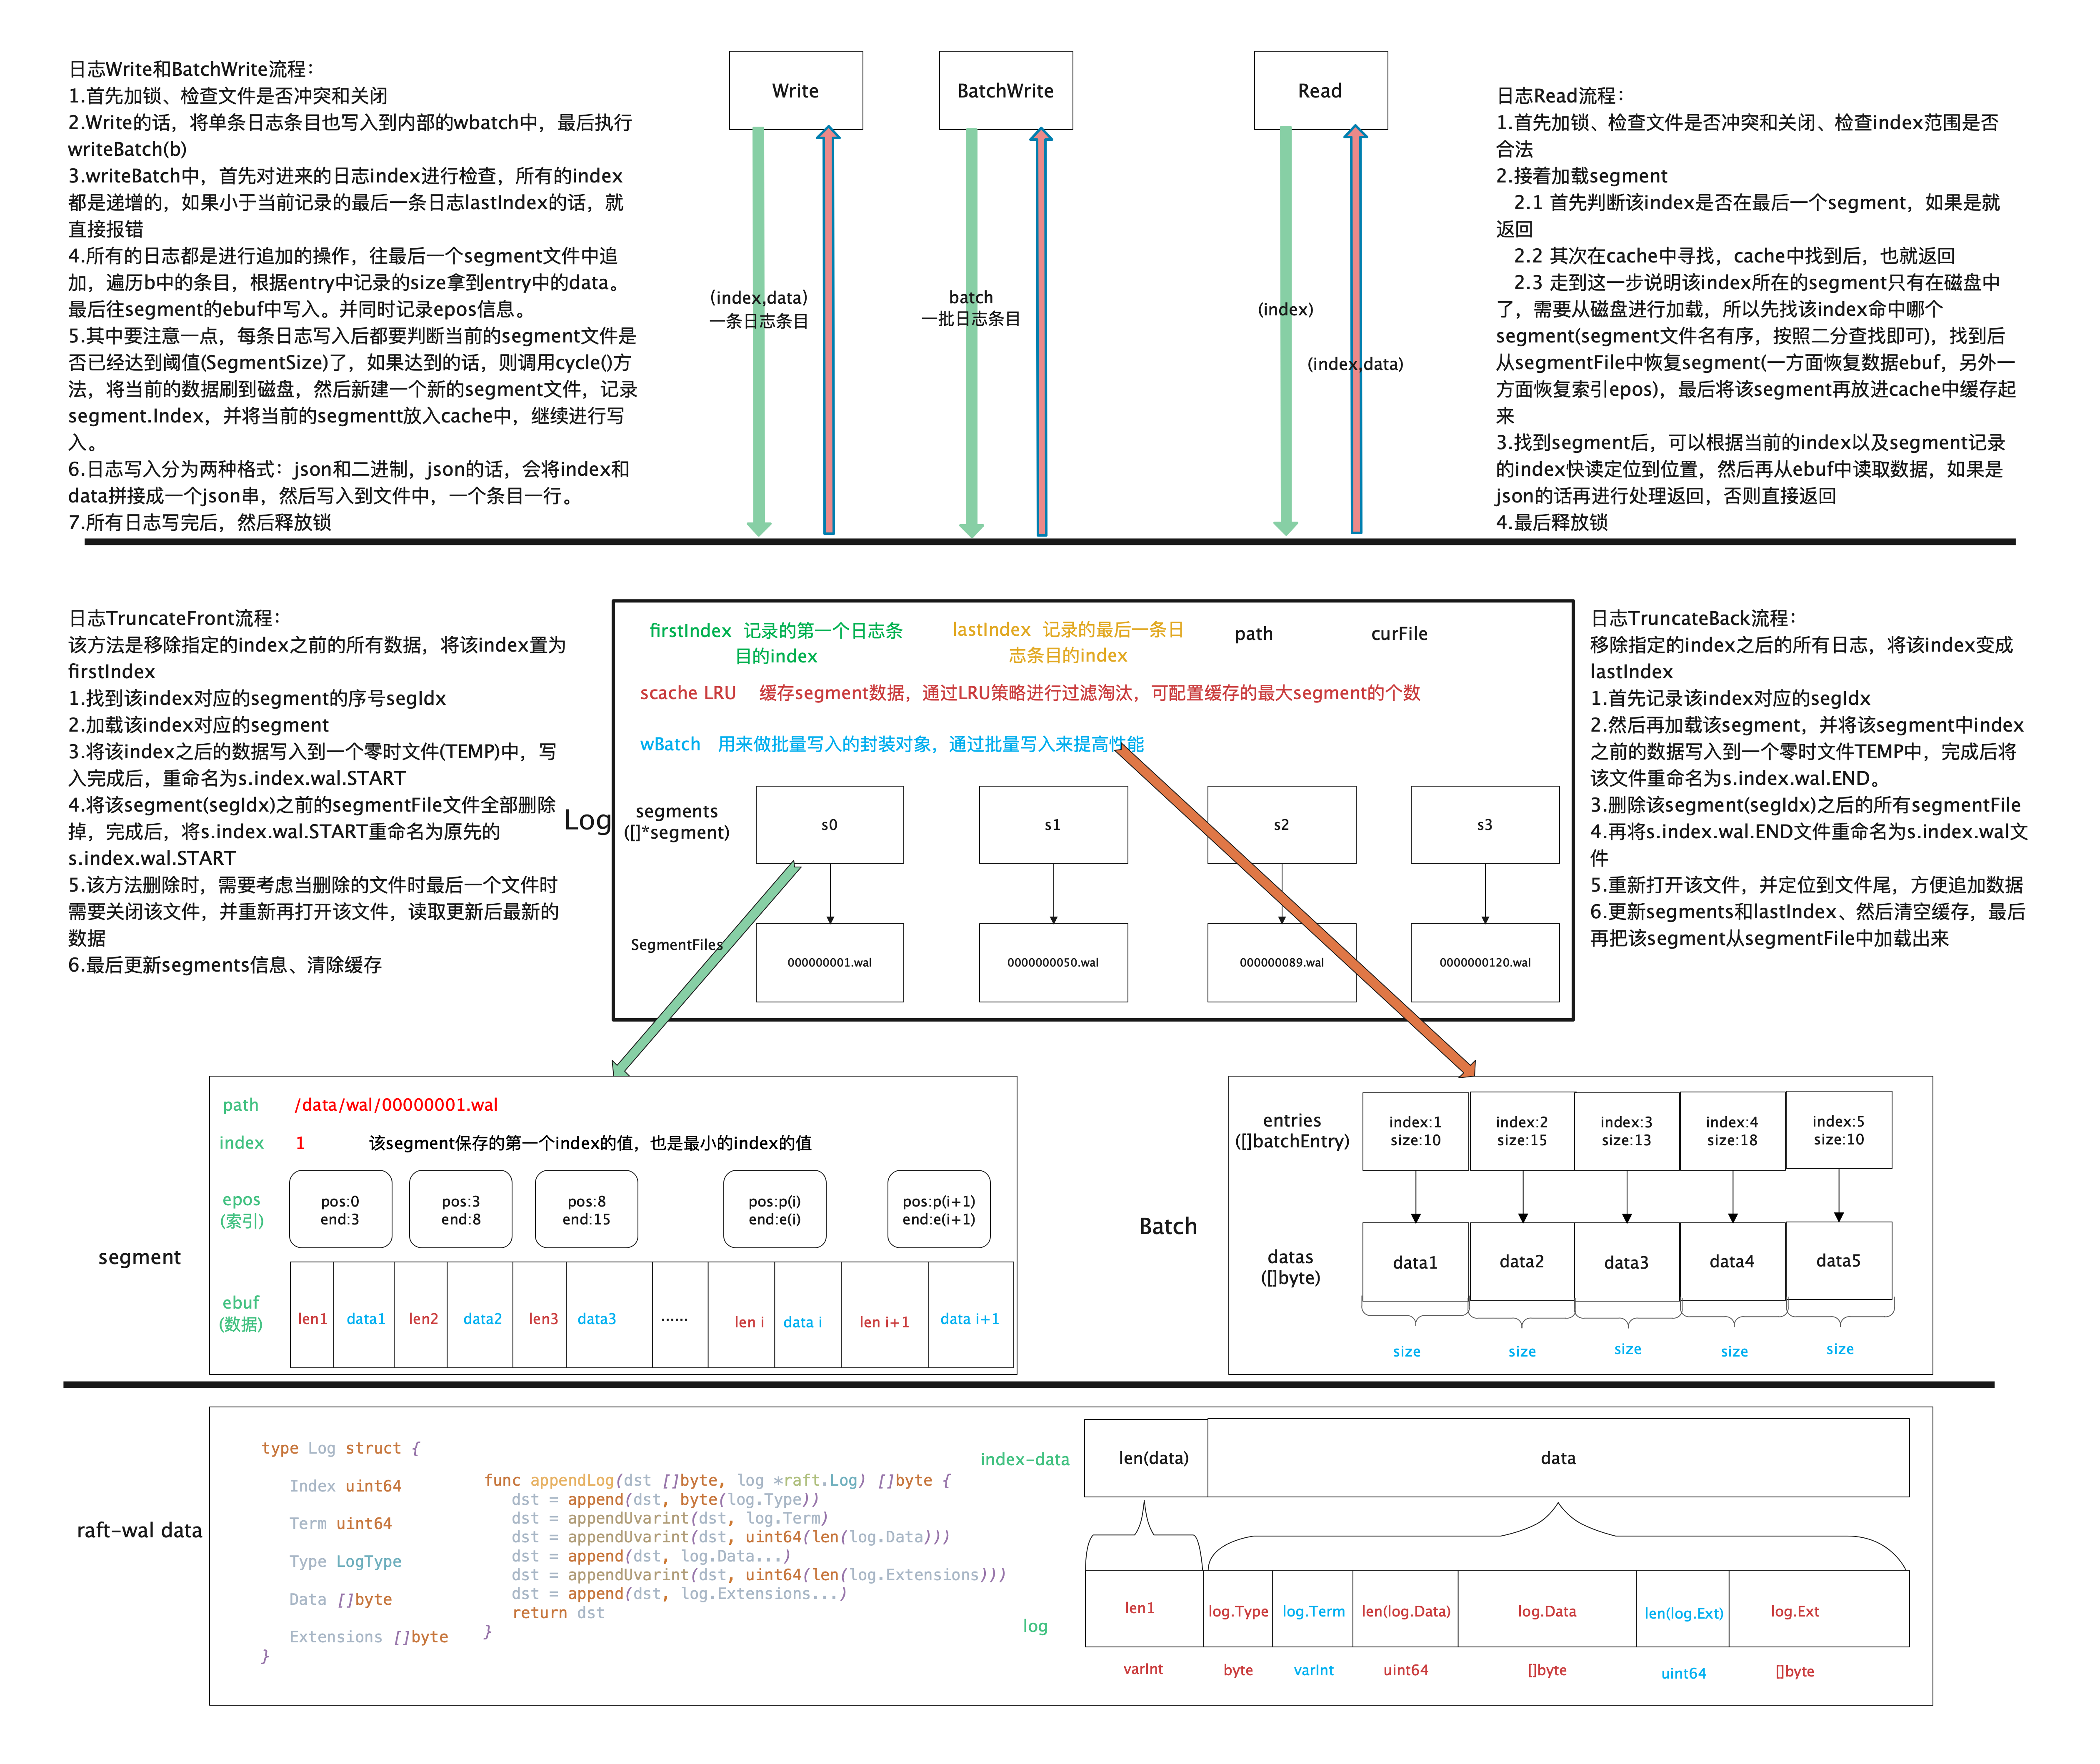 日志Write和BatchWrite流程：
1.首先加锁、检查文件是否冲突和关闭
2.Write的话，将单条日志条目也写入到内部的wbatch中，最后执行
writeBatch(b)
3.writeBatch中，首先对进来的日志index进行检查，所有的index
都是递增的，如果小于当前记录的最后一条日志lastIndex的话，就
直接报错
4.所有的日志都是进行追加的操作，往最后一个segment文件中追
加，遍历b中的条目，根据entry中记录的size拿到entry中的data。
最后往segment的ebuf中写入。并同时记录epos信息。
5.其中要注意一点，每条日志写入后都要判断当前的segment文件是
否已经达到阈值(SegmentSize)了，如果达到的话，则调用cycle()方
法，将当前的数据刷到磁盘，然后新建一个新的segment文件，记录
segment.Index，并将当前的segmentt放入cache中，继续进行写
入。
6.日志写入分为两种格式：json和二进制，json的话，会将index和
data拼接成一个json串，然后写入到文件中，一个条目一行。
7.所有日志写完后，然后释放锁
Write
BatchWrite
Read
(index,data)
一条日志条目
batch
一批日志条目
(index)
(index,data)
日志Read流程：
1.首先加锁、检查文件是否冲突和关闭、检查index范围是否
合法
2.接着加载segment
2.1 首先判断该index是否在最后一个segment，如果是就
返回
2.2 其次在cache中寻找，cache中找到后，也就返回
2.3 走到这一步说明该index所在的segment只有在磁盘中
了，需要从磁盘进行加载，所以先找该index命中哪个
segment(segment文件名有序，按照二分查找即可)，找到后
从segmentFile中恢复segment(一方面恢复数据ebuf，另外一
方面恢复索引epos)，最后将该segment再放进cache中缓存起
来
3.找到segment后，可以根据当前的index以及segment记录
的index快读定位到位置，然后再从ebuf中读取数据，如果是
json的话再进行处理返回，否则直接返回
4.最后释放锁
日志TruncateFront流程：
该方法是移除指定的index之前的所有数据，将该index置为
firstIndex
1.找到该index对应的segment的序号segIdx
2.加载该index对应的segment
3.将该index之后的数据写入到一个零时文件(TEMP)中，写
入完成后，重命名为s.index.wal.START
4.将该segment(segIdx)之前的segmentFile文件全部删除
掉，完成后，将s.index.wal.START重命名为原先的
s.index.wal.START
5.该方法删除时，需要考虑当删除的文件时最后一个文件时
需要关闭该文件，并重新再打开该文件，读取更新后最新的
数据
6.最后更新segments信息、清除缓存
Log
firstIndex 记录的第一个日志条
目的index
lastIndex 记录的最后一条日
志条目的index
path
curFile
scache LRU 缓存segment数据，通过LRU策略进行过滤淘汰，可配置缓存的最大segment的个数
wBatch 用来做批量写入的封装对象，通过批量写入来提高性能
segments
([]*segment)
s0
s1
s2
s3
SegmentFiles
000000001.wal
0000000050.wal
000000089.wal
0000000120.wal
日志TruncateBack流程：
移除指定的index之后的所有日志，将该index变成
lastIndex
1.首先记录该index对应的segIdx
2.然后再加载该segment，并将该segment中index
之前的数据写入到一个零时文件TEMP中，完成后将
该文件重命名为s.index.wal.END。
3.删除该segment(segIdx)之后的所有segmentFile
4.再将s.index.wal.END文件重命名为s.index.wal文
件
5.重新打开该文件，并定位到文件尾，方便追加数据
6.更新segments和lastIndex、然后清空缓存，最后
再把该segment从segmentFile中加载出来
segment
path /data/wal/00000001.wal
index 1 该segment保存的第一个index的值，也是最小的index的值
epos
(索引)
pos:0
end:3
pos:3
end:8
pos:8
end:15
pos:p(i)
end:e(i)
pos:p(i+1)
end:e(i+1)
ebuf
(数据)
len1 data1 len2 data2 len3 data3 ...... len i data i len i+1 data i+1
Batch
entries
([]batchEntry)
index:1
size:10
index:2
size:15
index:3
size:13
index:4
size:18
index:5
size:10
datas
([]byte)
data1 data2 data3 data4 data5
size size size size size
raft-wal data
type Log struct {
Index uint64
Term uint64
Type LogType
Data []byte
Extensions []byte
}
func appendLog(dst []byte, log *raft.Log) []byte {
dst = append(dst, byte(log.Type))
dst = appendUvarint(dst, log.Term)
dst = appendUvarint(dst, uint64(len(log.Data)))
dst = append(dst, log.Data...)
dst = appendUvarint(dst, uint64(len(log.Extensions)))
dst = append(dst, log.Extensions...)
return dst
}
index-data
len(data) data
log
len1 log.Type log.Term len(log.Data) log.Data len(log.Ext) log.Ext
varInt byte varInt uint64 []byte uint64 []byte